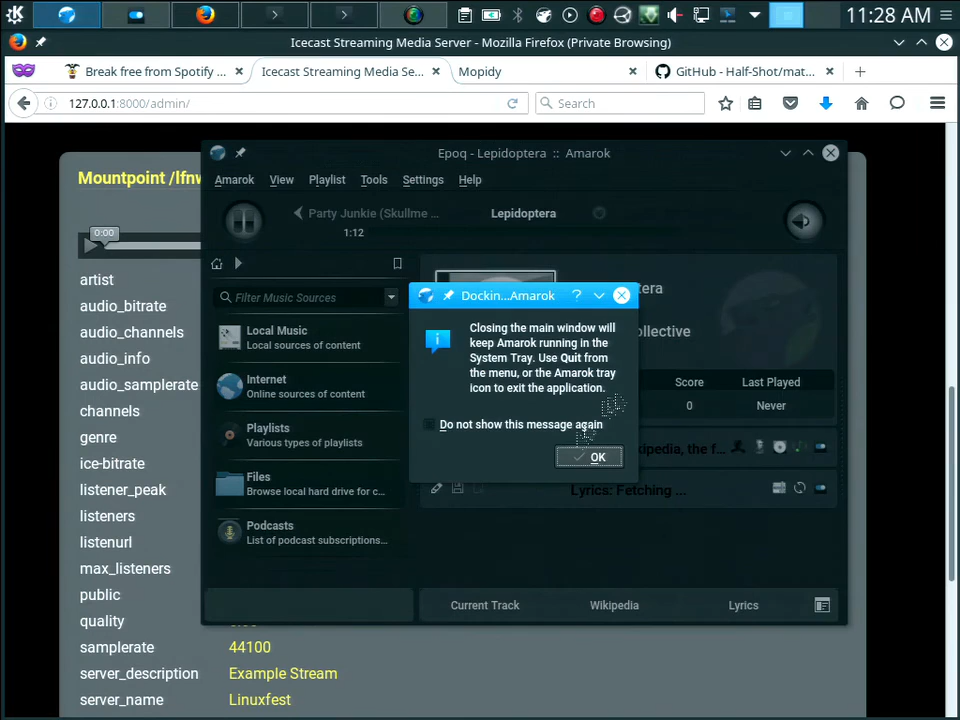 11:28 AM
Icecast Streaming Media Server - Mozilla Firefox (Private Browsing)
Break free from Spotify ...
Icecast Streaming Media Se...
Mopidy
GitHub - Half-Shot/mat...
127.0.0.1:8000/admin/
Search
Epoq - Lepidoptera :: Amarok
Mountpoint /lfnw
Amarok View Playlist Tools Settings Help
Party Junkie (Skullme ...
Lepidoptera
1:12
0:00
artist
audio_bitrate
audio_channels
audio_info
audio_samplerate
channels
genre
ice-bitrate
listener_peak
listeners
listenurl
max_listeners
public
quality
samplerate 44100
server_description Example Stream
server_name Linuxfest
Filter Music Sources
Local Music
Local sources of content
Internet
Online sources of content
Playlists
Various types of playlists
Files
Browse local hard drive for c...
Podcasts
List of podcast subscriptions...
Dockin...Amarok
Closing the main window will
keep Amarok running in the
System Tray. Use Quit from
the menu, or the Amarok tray
icon to exit the application.
Do not show this message again
OK
Score Last Played
0 Never
Lyrics: Fetching ...
Current Track Wikipedia Lyrics